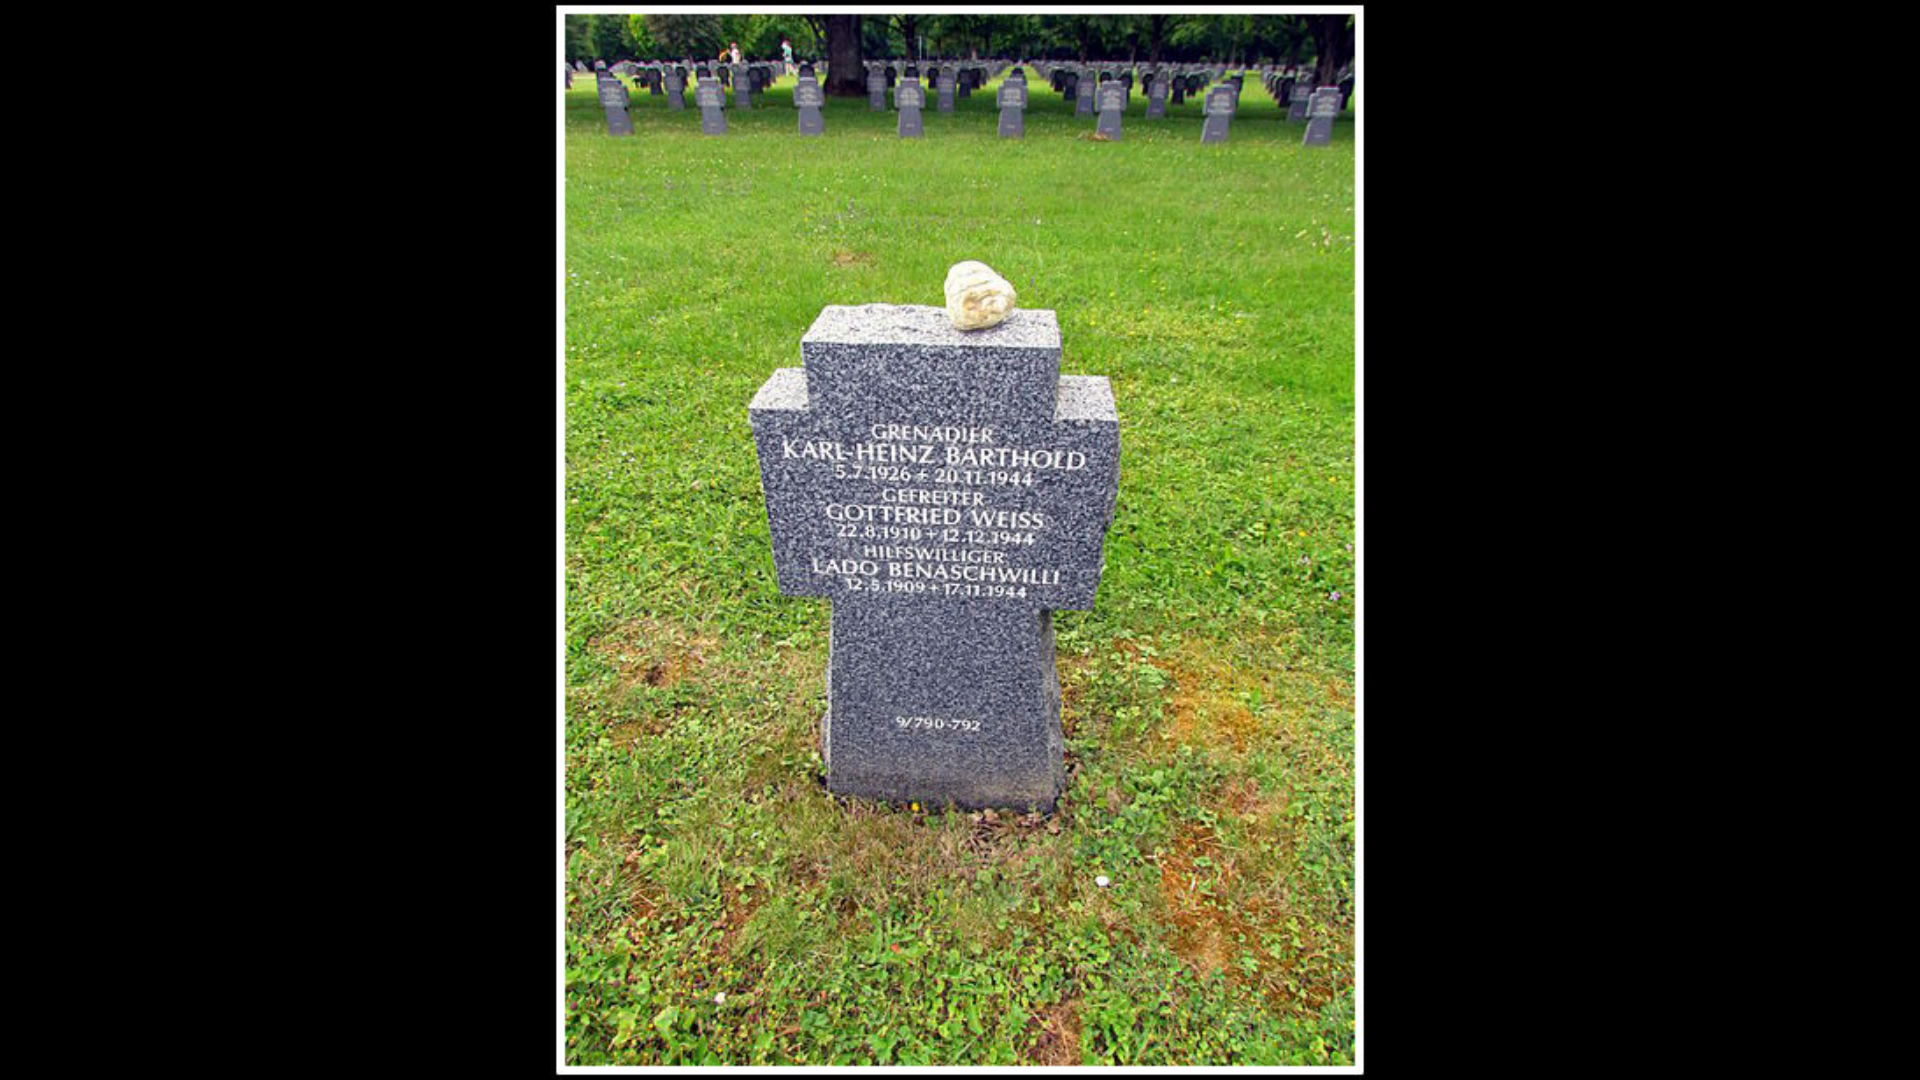 GRENADIER
KARL-HEINZ BARTHOLD
5.7.1926 + 20.11.1944
GEFREITER
GOTTFRIED WEISS
22.8.1910 + 12.12.1944
HILFSWILLIGER
LADO BENASCHWILLI
12.5.1909 + 17.11.1944
9/790-792